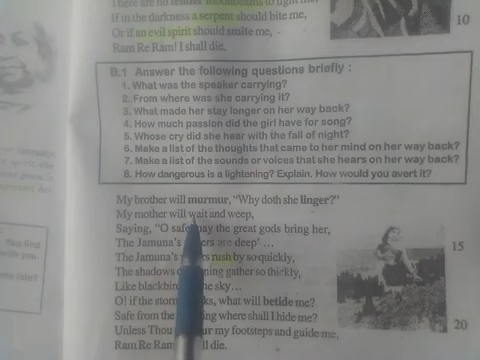 There are no
If in the darkness a serpent should bite me,
Or if an evil spirit should smite me,
Ram Re Ram! I shall die.
10
B.1 Answer the following questions briefly :
1. What was the speaker carrying?
2. From where was she carrying it?
3. What made her stay longer on her way back?
4. How much passion did the girl have for song?
5. Whose cry did she hear with the fall of night?
6. Make a list of the thoughts that came to her mind on her way back?
7. Make a list of the sounds or voices that she hears on her way back?
8. How dangerous is a lightening? Explain. How would you avert it?
My brother will murmur, "Why doth she linger?"
My mother will wait and weep,
Saying, "O safe may the great gods bring her,
The Jamuna's are deep' ...
The Jamuna's rush by so quickly,
The shadows of gather so thickly,
Like blackbirds sky...
O! if the storm what will betide me?
Safe from the where shall I hide me?
Unless Thou my footsteps and guide me,
Ram Re Ram die.
15
20
You find
with you.